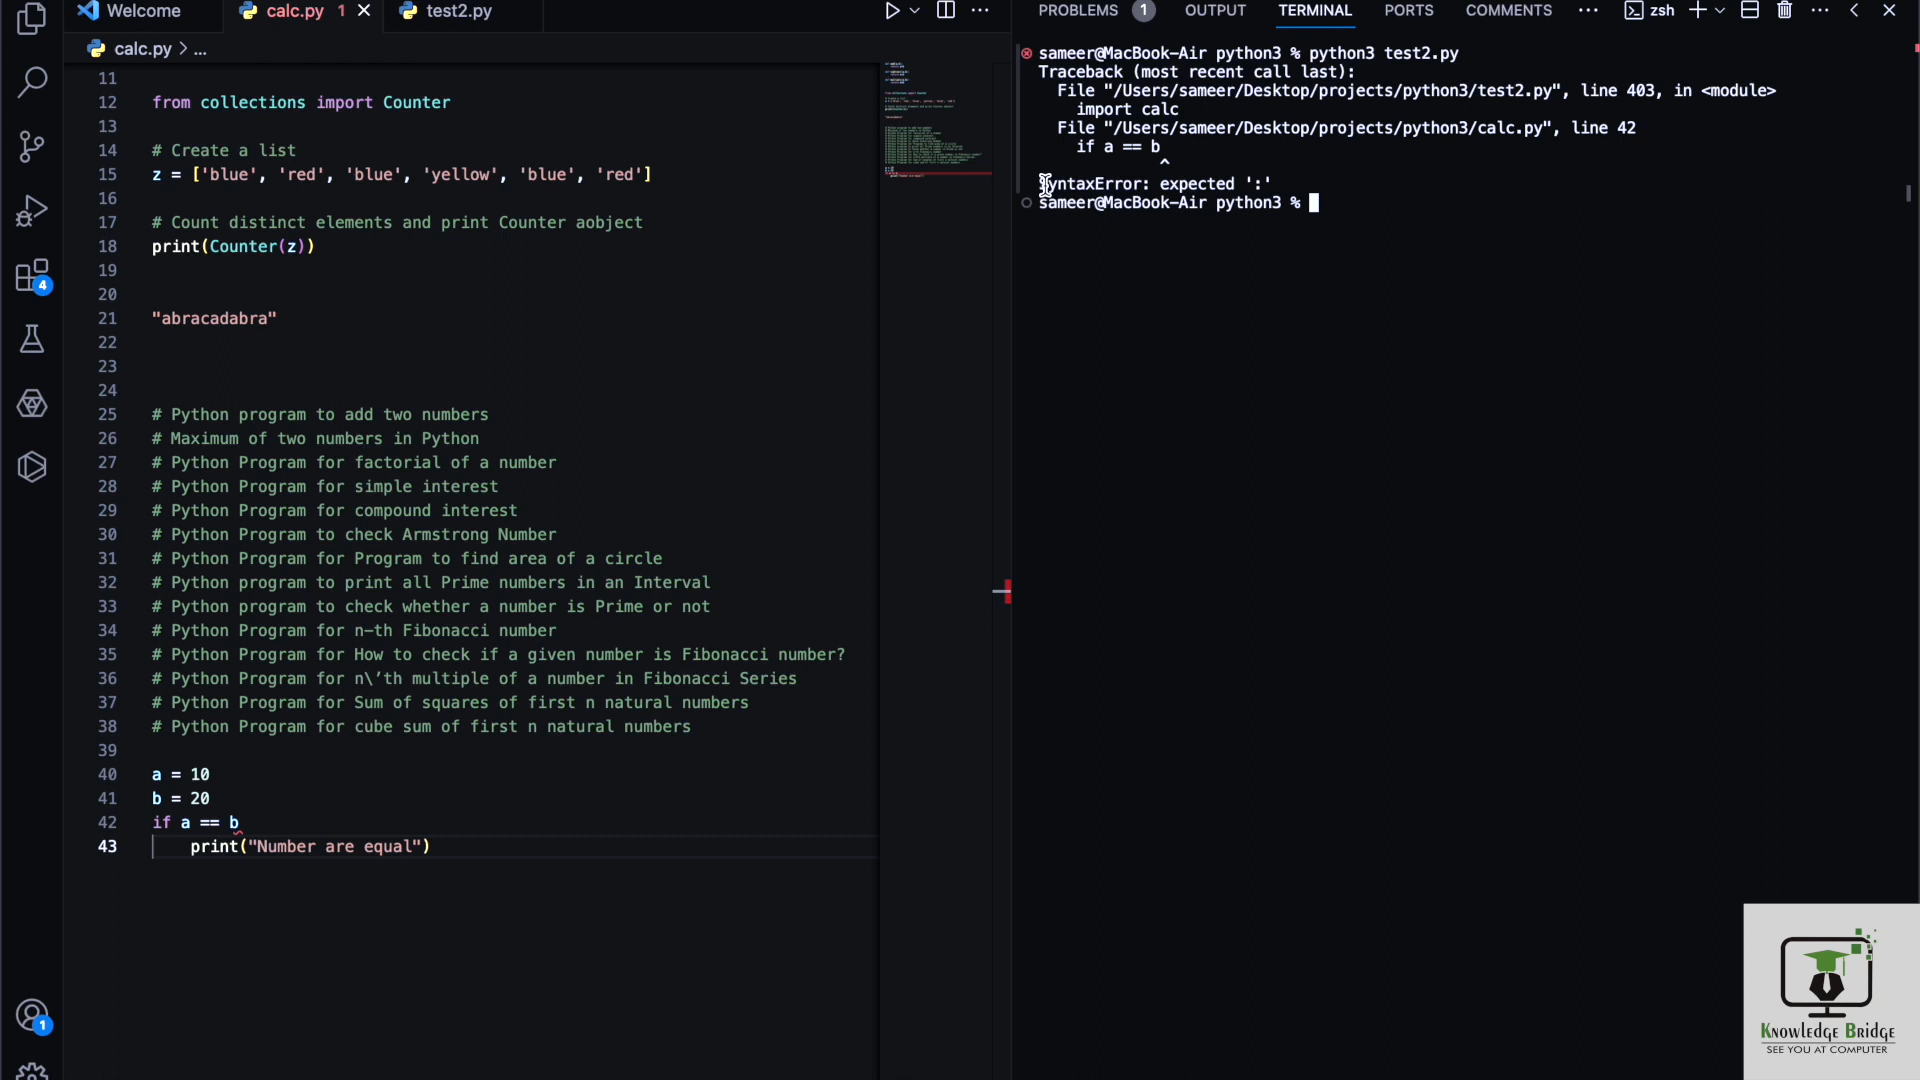 Welcome
calc.py 1
test2.py
calc.py > ...
11
12 from collections import Counter
13
14 # Create a list
15 z = ['blue', 'red', 'blue', 'yellow', 'blue', 'red']
16
17 # Count distinct elements and print Counter aobject
18 print(Counter(z))
19
20
21 "abracadabra"
22
23
24
25 # Python program to add two numbers
26 # Maximum of two numbers in Python
27 # Python Program for factorial of a number
28 # Python Program for simple interest
29 # Python Program for compound interest
30 # Python Program to check Armstrong Number
31 # Python Program for Program to find area of a circle
32 # Python program to print all Prime numbers in an Interval
33 # Python program to check whether a number is Prime or not
34 # Python Program for n-th Fibonacci number
35 # Python Program for How to check if a given number is Fibonacci number?
36 # Python Program for n\’th multiple of a number in Fibonacci Series
37 # Python Program for Sum of squares of first n natural numbers
38 # Python Program for cube sum of first n natural numbers
39
40 a = 10
41 b = 20
42 if a == b
43 print("Number are equal")
4
1
PROBLEMS 1 OUTPUT TERMINAL PORTS COMMENTS ... zsh
sameer@MacBook-Air python3 % python3 test2.py
Traceback (most recent call last):
File "/Users/sameer/Desktop/projects/python3/test2.py", line 403, in <module>
import calc
File "/Users/sameer/Desktop/projects/python3/calc.py", line 42
if a == b
^
SyntaxError: expected ':'
sameer@MacBook-Air python3 %
KNOWLEDGE BRIDGE
SEE YOU AT COMPUTER